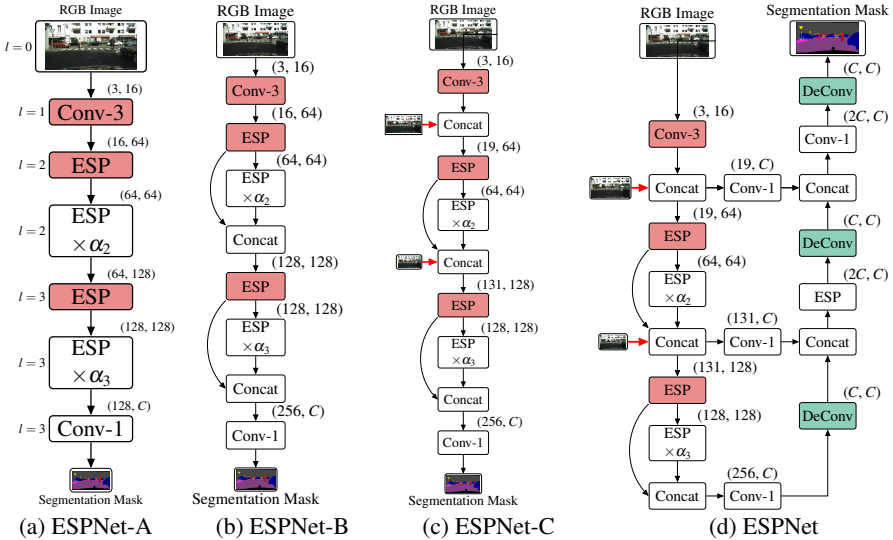 RGB Image
l = 0
(3, 16)
l = 1
Conv-3
(16, 64)
l = 2
ESP
(64, 64)
l = 2
ESP
× α₂
(64, 128)
l = 3
ESP
(128, 128)
l = 3
ESP
× α₃
(128, C)
l = 3
Conv-1
Segmentation Mask
(a) ESPNet-A
RGB Image
(3, 16)
Conv-3
(16, 64)
ESP
(64, 64)
ESP
× α₂
Concat
(128, 128)
ESP
(128, 128)
ESP
× α₃
Concat
(256, C)
Conv-1
Segmentation Mask
(b) ESPNet-B
RGB Image
(3, 16)
Conv-3
Concat
(19, 64)
ESP
(64, 64)
ESP
×α₂
Concat
(131, 128)
ESP
(128, 128)
ESP
×α₃
Concat
(256, C)
Conv-1
Segmentation Mask
(c) ESPNet-C
RGB Image
(3, 16)
Conv-3
Concat
(19, C)
Conv-1
(19, 64)
ESP
(64, 64)
ESP
×α₂
Concat
(131, C)
Conv-1
(131, 128)
ESP
(128, 128)
ESP
×α₃
Concat
(256, C)
Conv-1
Segmentation Mask
(C, C)
DeConv
(2C, C)
Conv-1
Concat
(C, C)
DeConv
(2C, C)
ESP
Concat
(C, C)
DeConv
(d) ESPNet